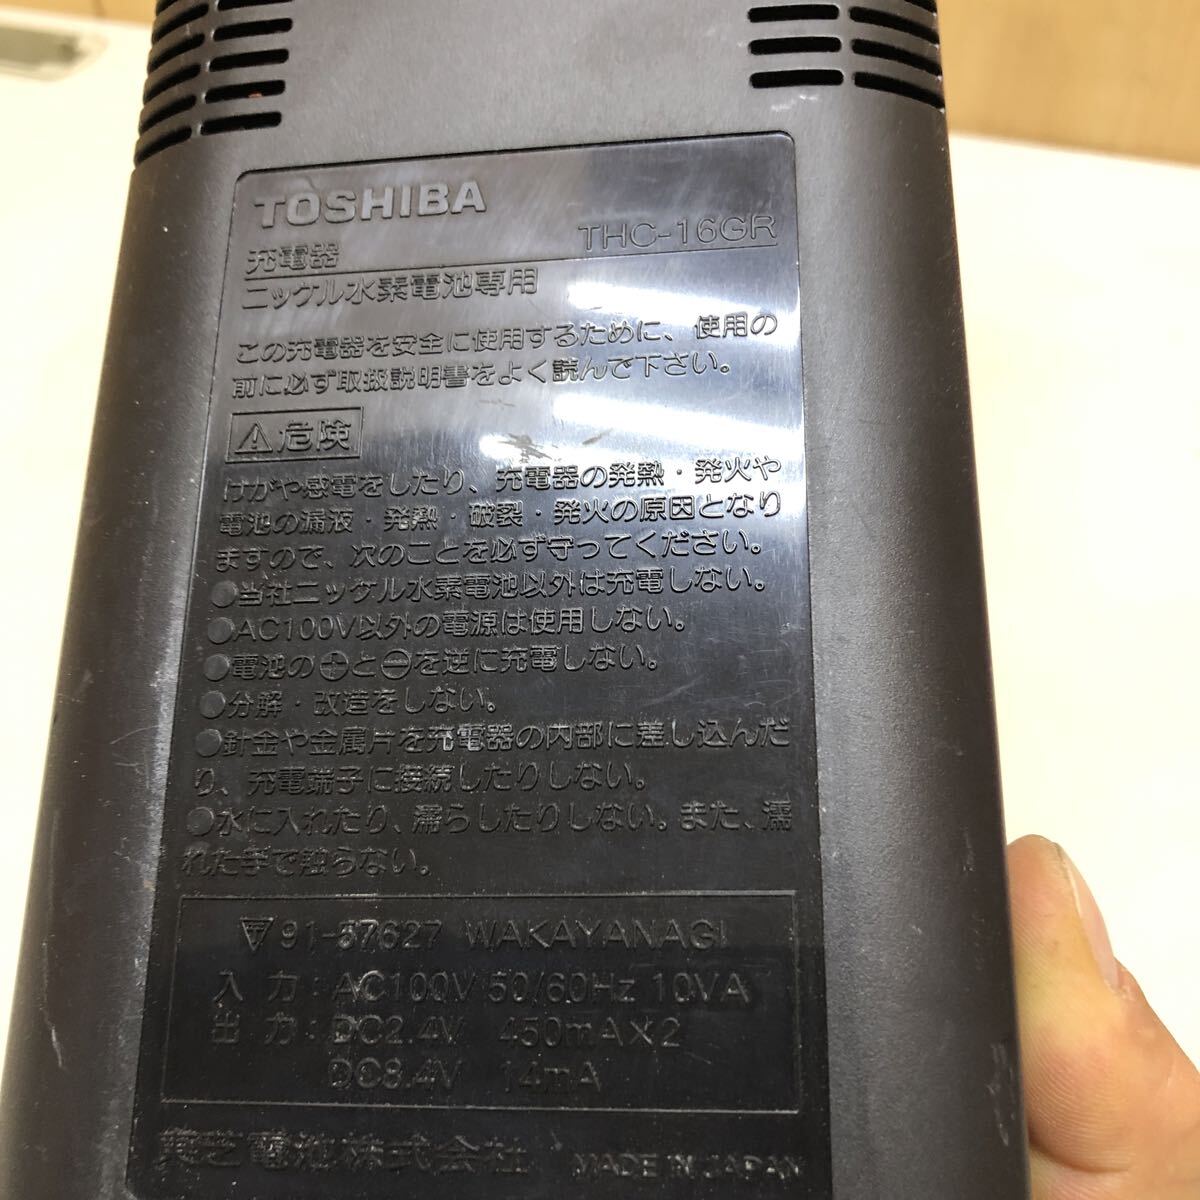 TOSHIBA
充電器 THC-16GR
ニッケル水素電池専用
この充電器を安全に使用するために、使用の
前に必ず取扱説明書をよく読んで下さい。
⚠危険
けがや感電をしたり、充電器の発熱・発火や
電池の漏液・発熱・破裂・発火の原因となり
ますので、次のことを必ず守ってください。
●当社ニッケル水素電池以外は充電しない。
●AC100V以外の電源は使用しない。
●電池の⊕と⊖を逆に充電しない。
●分解・改造をしない。
●針金や金属片を充電器の内部に差し込んだ
り、充電端子に接続したりしない。
●水に入れたり、濡らしたりしない。また、濡
れた手で触らない。
91-57627 WAKAYANAGI
入力:AC100V 50/60Hz 10VA
出力:DC2.4V 450mA×2
DC8.4V 14mA
東芝電池株式会社 MADE IN JAPAN